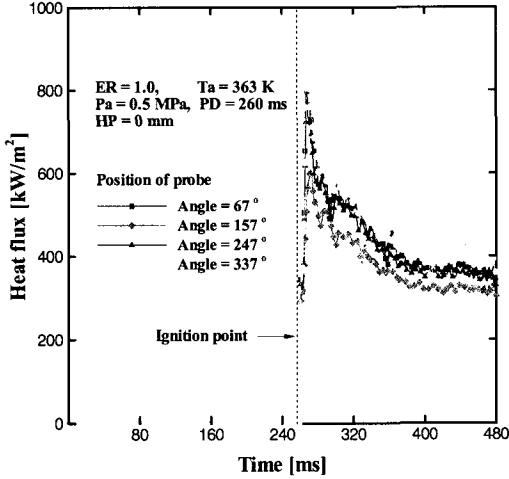 1000
800
600
400
200
0
Heat flux [kW/m²]
ER = 1.0, Ta = 363 K
Pa = 0.5 MPa, PD = 260 ms
HP = 0 mm
Position of probe
Angle = 67 °
Angle = 157 °
Angle = 247 °
Angle = 337 °
Ignition point
80 160 240 320 400 480
Time [ms]